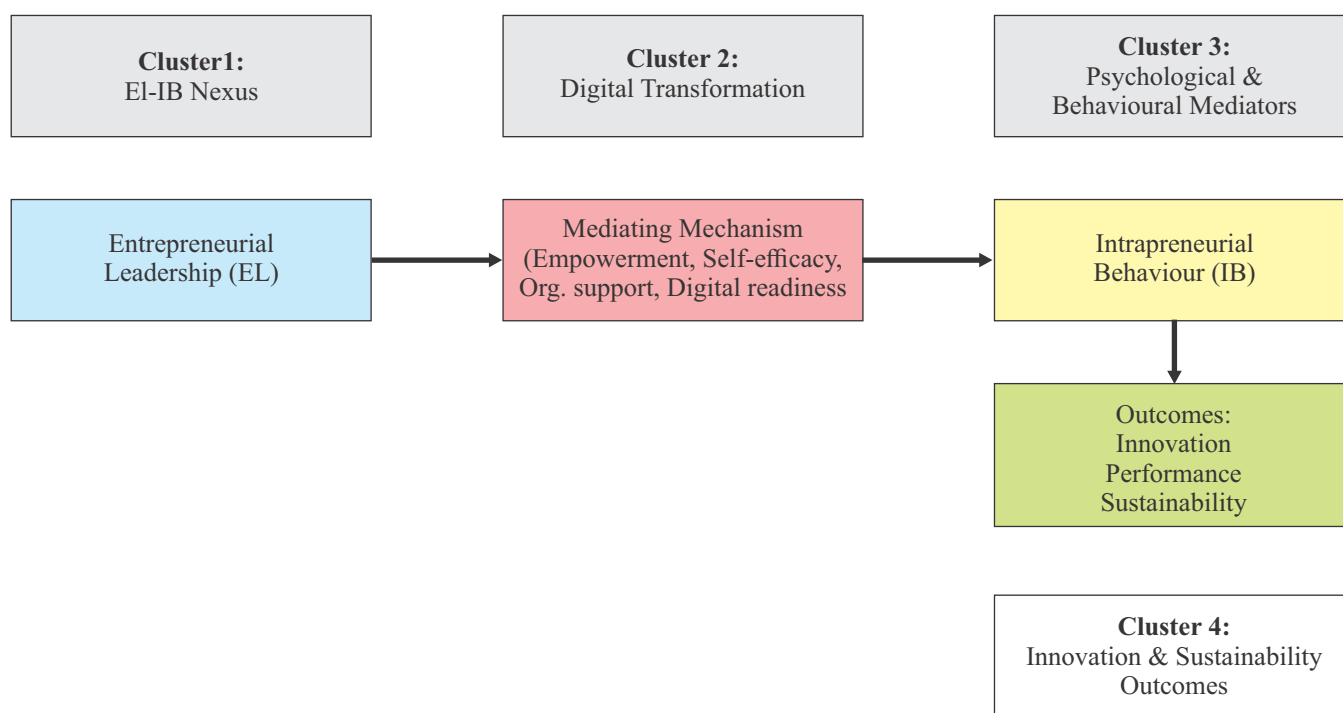 Cluster1:
El-IB Nexus
Cluster 2:
Digital Transformation
Cluster 3:
Psychological &
Behavioural Mediators
Entrepreneurial
Leadership (EL)
Mediating Mechanism
(Empowerment, Self-efficacy,
Org. support, Digital readiness
Intrapreneurial
Behaviour (IB)
Outcomes:
Innovation
Performance
Sustainability
Cluster 4:
Innovation & Sustainability
Outcomes